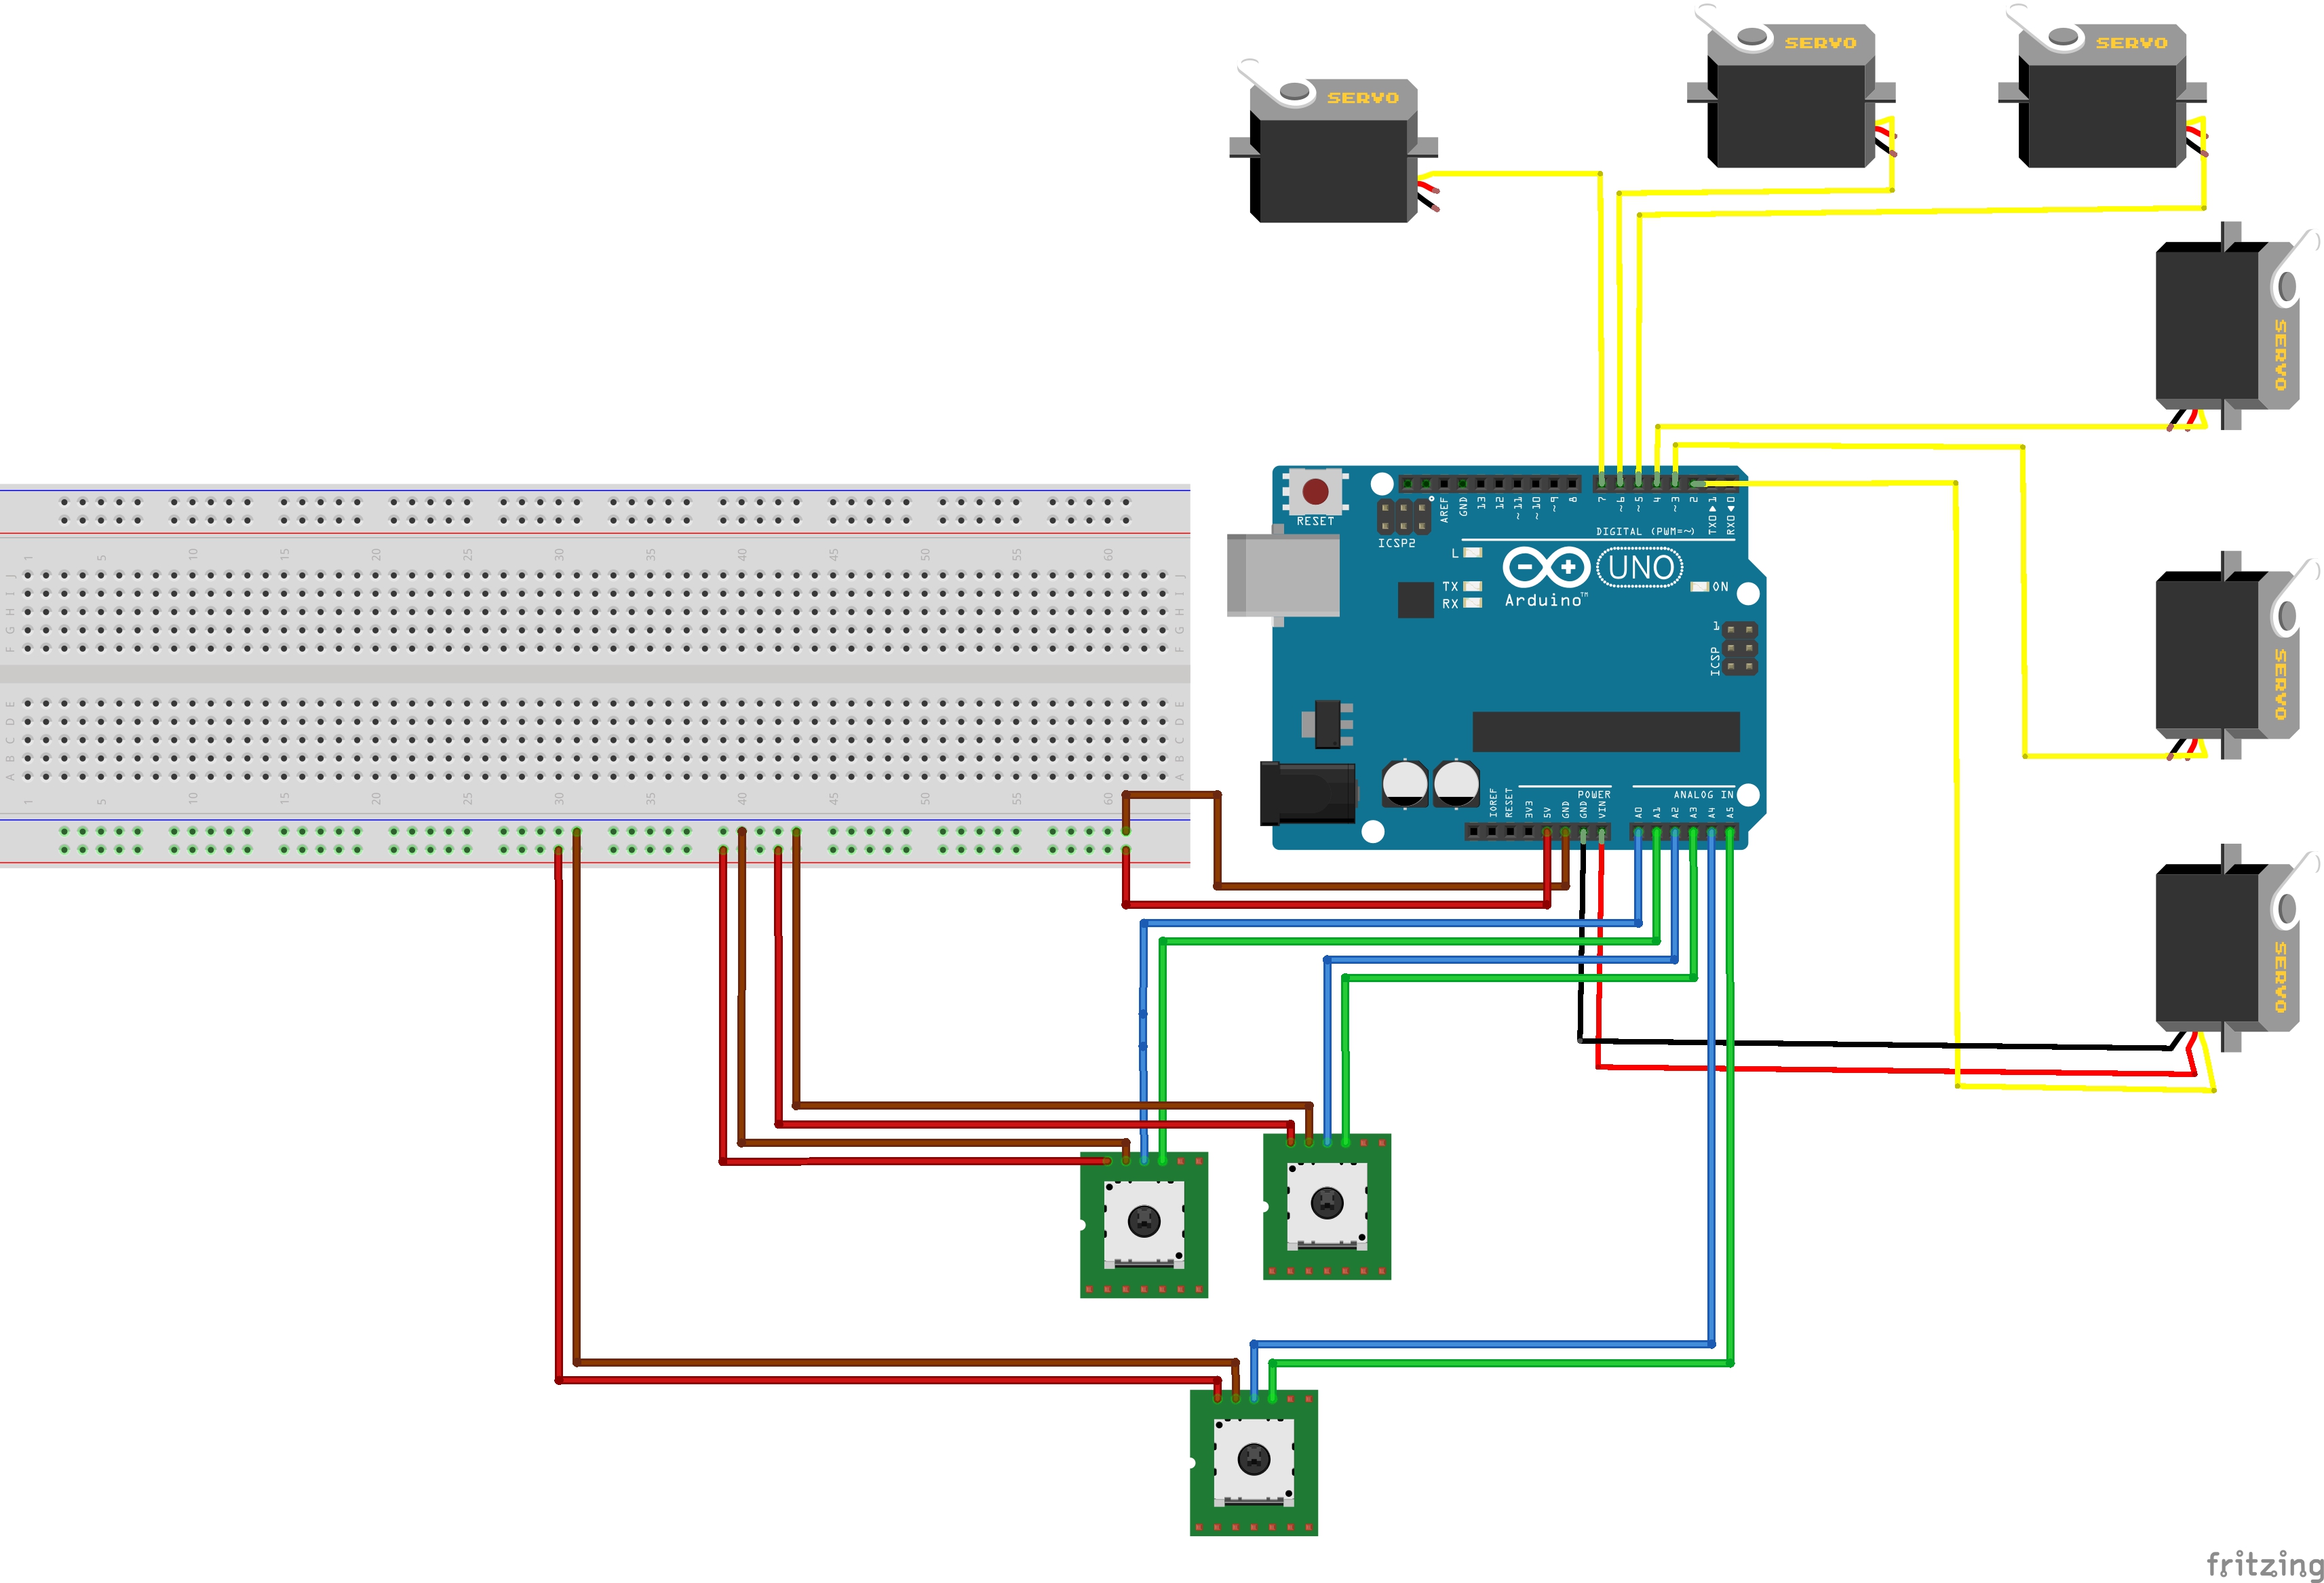 SERVO
SERVO
SERVO
SERVO
SERVO
SERVO
RESET
ICSP2
AREF
GND
13
12
~11
~10
~9
8
7
~6
~5
4
~3
2
TX0▶1
RX0◀0
DIGITAL (PWM=~)
L
TX
RX
UNO
ON
Arduino™
1
ICSP
POWER
ANALOG IN
IOREF
RESET
3V3
5V
GND
GND
VIN
A0
A1
A2
A3
A4
A5
1 5 10 15 20 25 30 35 40 45 50 55 60
J J
I I
H H
G G
F F
E E
D D
C C
B B
A A
1 5 10 15 20 25 30 35 40 45 50 55 60
fritzing